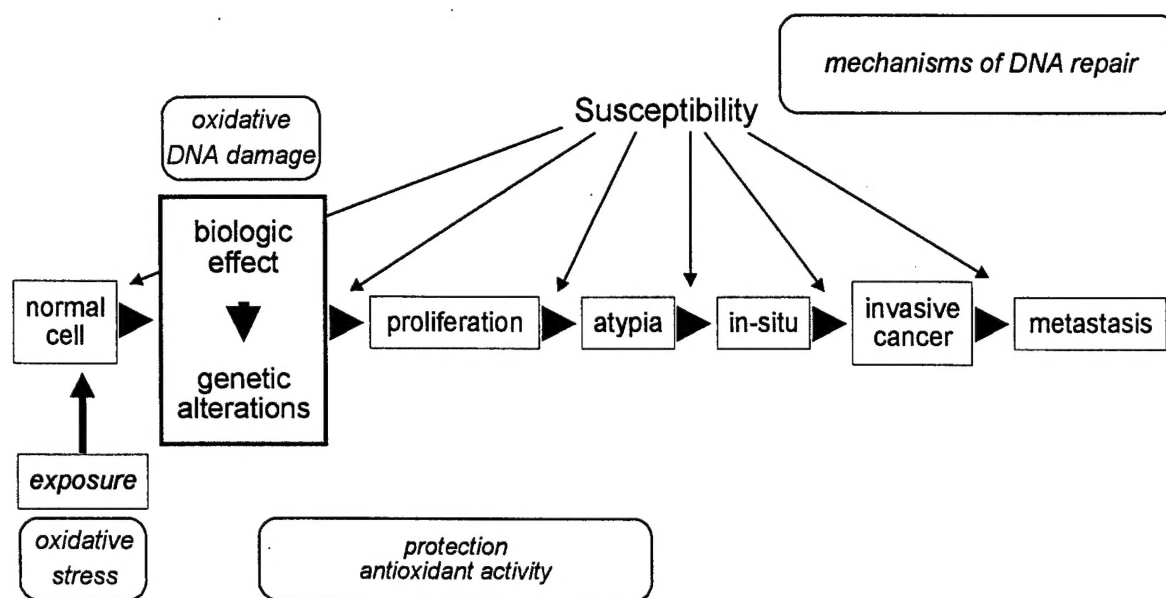 mechanisms of DNA repair
Susceptibility
oxidative
DNA damage
biologic
effect
genetic
alterations
normal
cell
proliferation
atypia
in-situ
invasive
cancer
metastasis
exposure
oxidative
stress
protection
antioxidant activity